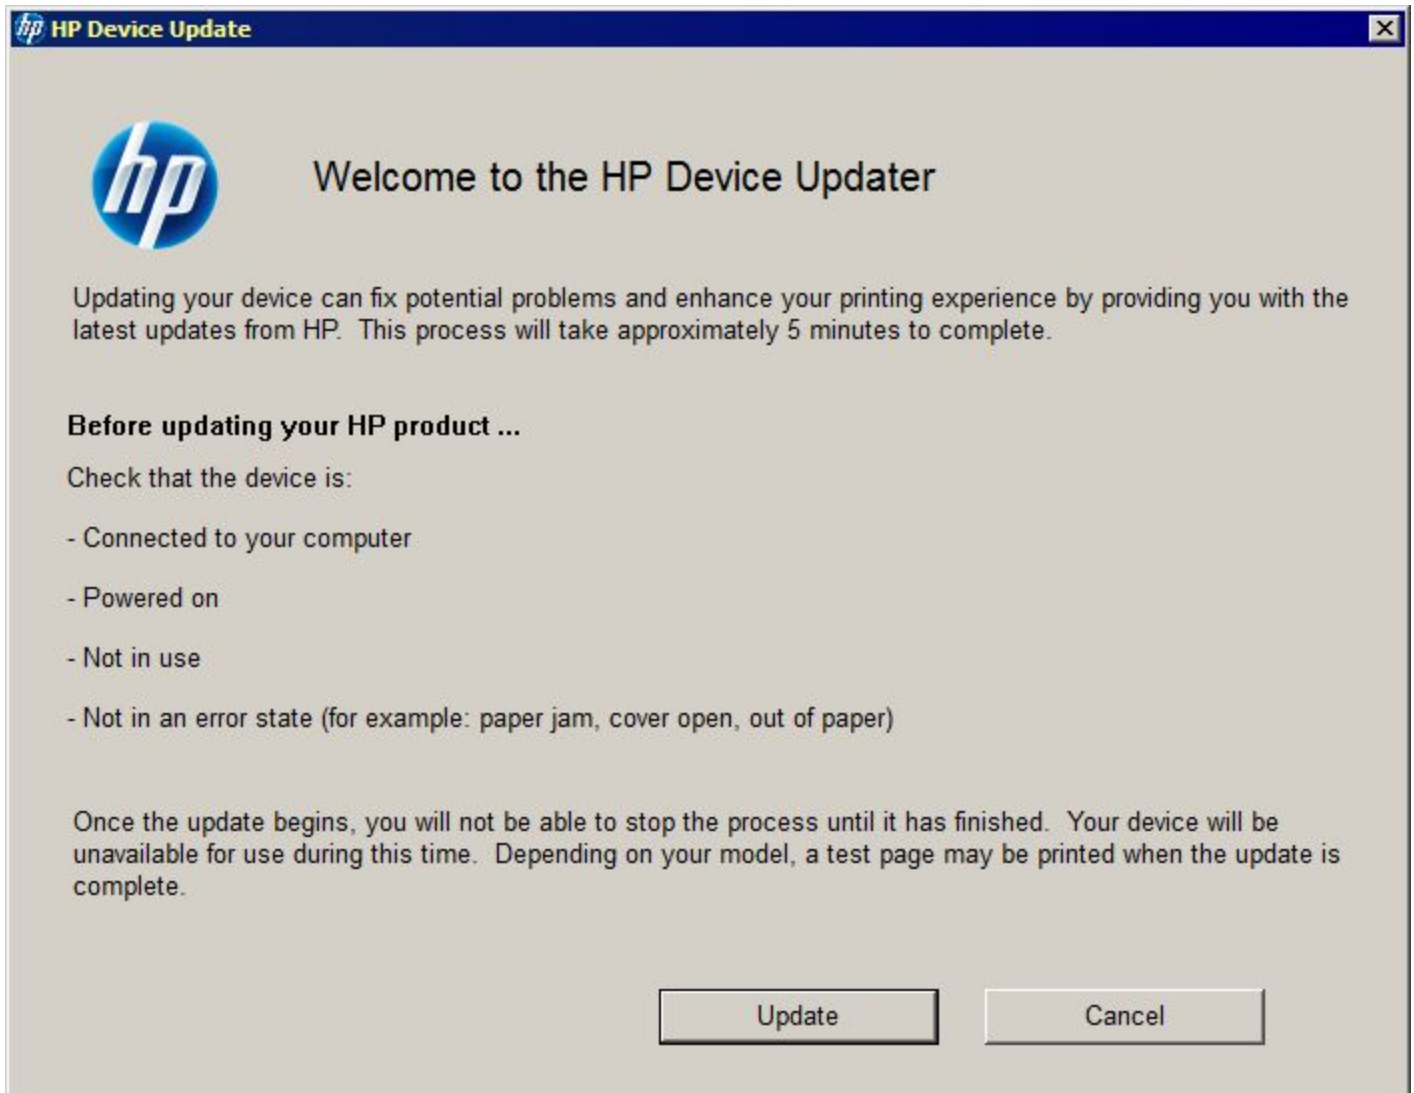 HP Device Update
hp
Welcome to the HP Device Updater
Updating your device can fix potential problems and enhance your printing experience by providing you with the
latest updates from HP.  This process will take approximately 5 minutes to complete.
Before updating your HP product ...
Check that the device is:
- Connected to your computer
- Powered on
- Not in use
- Not in an error state (for example: paper jam, cover open, out of paper)
Once the update begins, you will not be able to stop the process until it has finished.  Your device will be
unavailable for use during this time.  Depending on your model, a test page may be printed when the update is
complete.
Update
Cancel